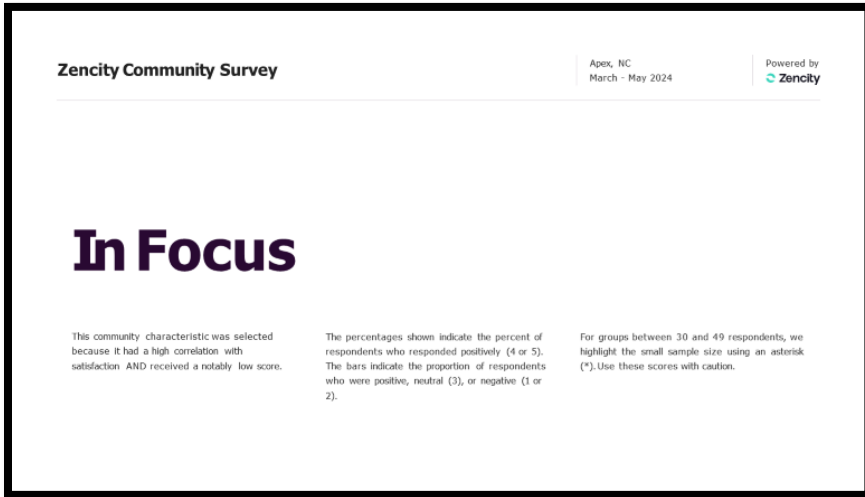 Zencity Community Survey
Apex, NC
March - May 2024
Powered by
Zencity
In Focus
This community characteristic was selected
because it had a high correlation with
satisfaction AND received a notably low score.
The percentages shown indicate the percent of
respondents who responded positively (4 or 5).
The bars indicate the proportion of respondents
who were positive, neutral (3), or negative (1 or
2).
For groups between 30 and 49 respondents, we
highlight the small sample size using an asterisk
(*). Use these scores with caution.